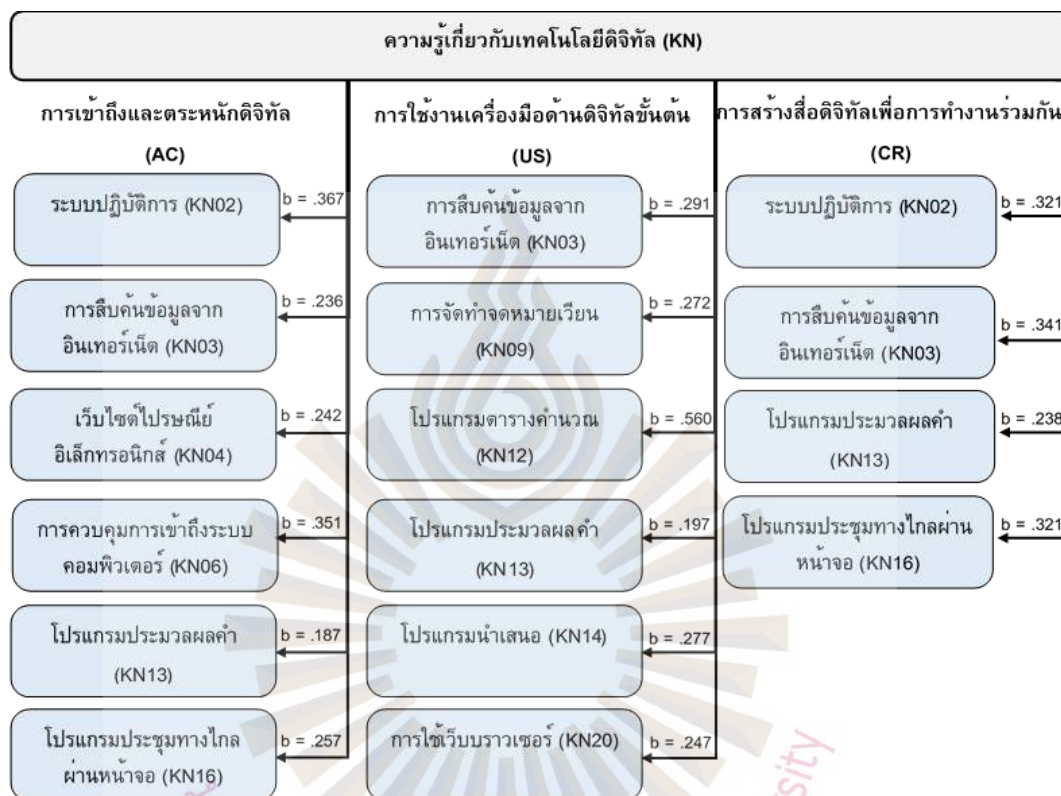 ความรู้เกี่ยวกับเทคโนโลยีดิจิทัล (KN)
การเข้าถึงและตระหนักดิจิทัล
(AC)
ระบบปฏิบัติการ (KN02)
b = .367
การสืบค้นข้อมูลจาก
อินเทอร์เน็ต (KN03)
b = .236
เว็บไซต์ไปรษณีย์
อิเล็กทรอนิกส์ (KN04)
b = .242
การควบคุมการเข้าถึงระบบ
คอมพิวเตอร์ (KN06)
b = .351
โปรแกรมประมวลผลคำ
(KN13)
b = .187
โปรแกรมประชุมทางไกล
ผ่านหน้าจอ (KN16)
b = .257
การใช้งานเครื่องมือด้านดิจิทัลขั้นต้น
(US)
การสืบค้นข้อมูลจาก
อินเทอร์เน็ต (KN03)
b = .291
การจัดทำจดหมายเวียน
(KN09)
b = .272
โปรแกรมตารางคำนวณ
(KN12)
b = .560
โปรแกรมประมวลผลคำ
(KN13)
b = .197
โปรแกรมนำเสนอ (KN14)
b = .277
การใช้เว็บบราวเซอร์ (KN20)
b = .247
การสร้างสื่อดิจิทัลเพื่อการทำงานร่วมกัน
(CR)
ระบบปฏิบัติการ (KN02)
b = .321
การสืบค้นข้อมูลจาก
อินเทอร์เน็ต (KN03)
b = .341
โปรแกรมประมวลผลคำ
(KN13)
b = .238
โปรแกรมประชุมทางไกลผ่าน
หน้าจอ (KN16)
b = .321